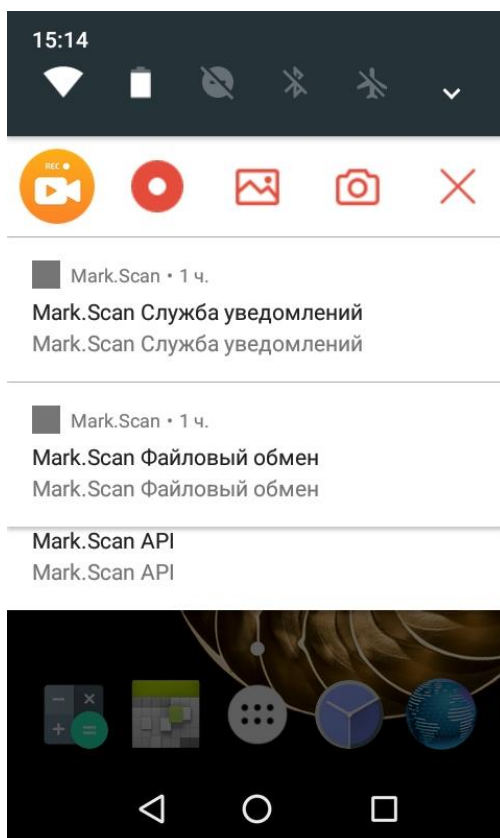 15:14
REC
Mark.Scan • 1 ч.
Mark.Scan Служба уведомлений
Mark.Scan Служба уведомлений
Mark.Scan • 1 ч.
Mark.Scan Файловый обмен
Mark.Scan Файловый обмен
Mark.Scan API
Mark.Scan API